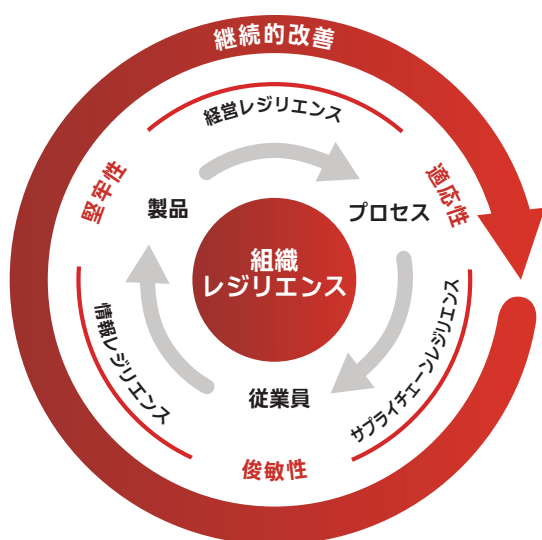 継続的改善
経営レジリエンス
堅牢性
適応性
製品
プロセス
組織
レジリエンス
情報レジリエンス
サプライチェーンレジリエンス
従業員
俊敏性